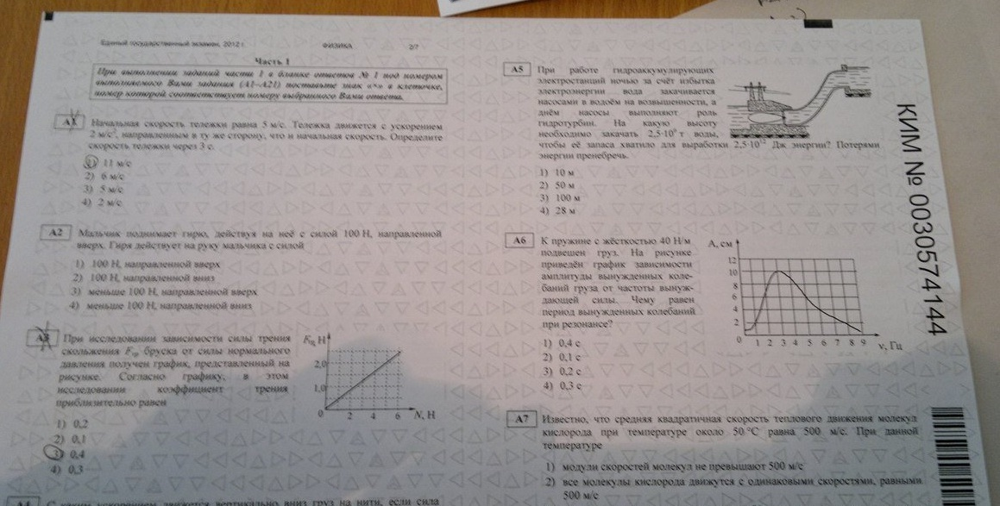 Единый государственный экзамен, 2012 г.
ФИЗИКА
2/7
Часть 1
При выполнении заданий части 1 в бланке ответов № 1 под номером
выполняемого Вами задания (А1–А21) поставьте знак «×» в клеточке,
номер которой соответствует номеру выбранного Вами ответа.
А1
Начальная скорость тележки равна 5 м/с. Тележка движется с ускорением
2 м/с², направленным в ту же сторону, что и начальная скорость. Определите
скорость тележки через 3 с.
1) 11 м/с
2) 6 м/с
3) 5 м/с
4) 2 м/с
А2
Мальчик поднимает гирю, действуя на неё с силой 100 Н, направленной
вверх. Гиря действует на руку мальчика с силой
1) 100 Н, направленной вверх
2) 100 Н, направленной вниз
3) меньше 100 Н, направленной вверх
4) меньше 100 Н, направленной вниз
А3
При исследовании зависимости силы трения
скольжения Fтр бруска от силы нормального
давления получен график, представленный на
рисунке. Согласно графику, в этом
исследовании коэффициент трения
приблизительно равен
Fтр, Н
2,0
1,0
0
2 4 6 N, Н
1) 0,2
2) 0,1
3) 0,4
4) 0,3
А4
С каким ускорением движется вертикально вниз груз на нити, если сила
А5
При работе гидроаккумулирующих
электростанций ночью за счёт избытка
электроэнергии вода закачивается
насосами в водоём на возвышенности, а
днём насосы выполняют роль
гидротурбин. На какую высоту
необходимо закачать 2,5·10⁶ т воды,
чтобы её запаса хватило для выработки 2,5·10¹² Дж энергии? Потерями
энергии пренебречь.
1) 10 м
2) 50 м
3) 100 м
4) 28 м
А6
К пружине с жёсткостью 40 Н/м
подвешен груз. На рисунке
приведён график зависимости
амплитуды вынужденных коле-
баний груза от частоты вынуж-
дающей силы. Чему равен
период вынужденных колебаний
при резонансе?
А, см
12
10
8
6
4
2
0
1 2 3 4 5 6 7 8 9
ν, Гц
1) 0,4 с
2) 0,1 с
3) 0,2 с
4) 0,3 с
А7
Известно, что средняя квадратичная скорость теплового движения молекул
кислорода при температуре около 50 °С равна 500 м/с. При данной
температуре
1) модули скоростей молекул не превышают 500 м/с
2) все молекулы кислорода движутся с одинаковыми скоростями, равными
500 м/с
КИМ № 0030574144